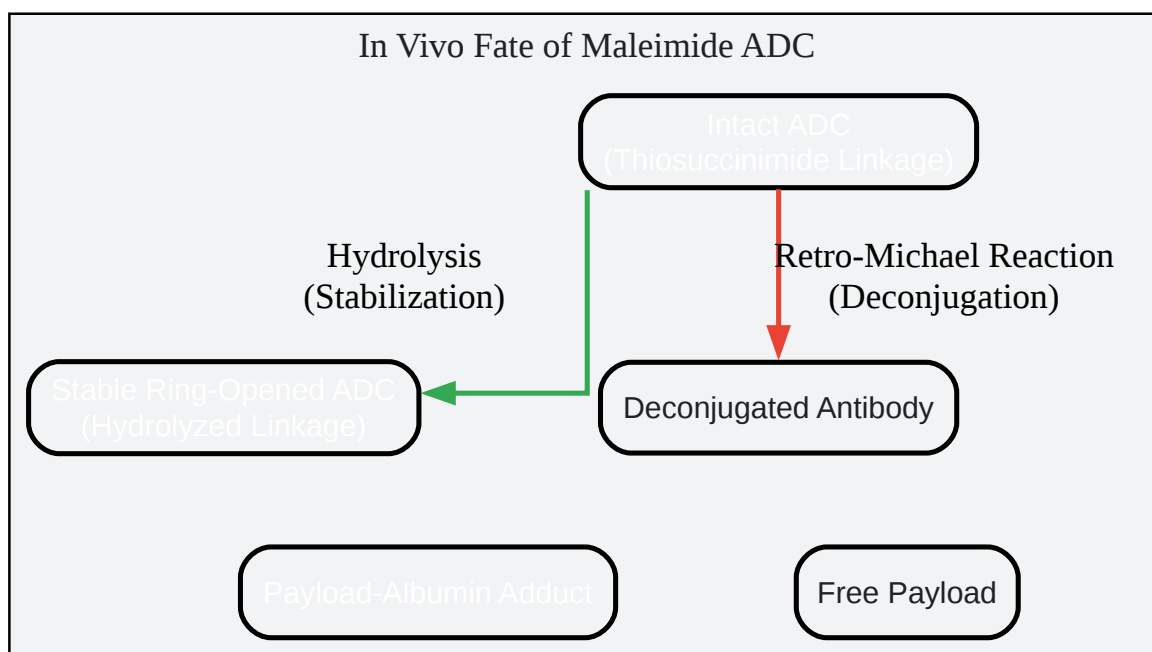 In Vivo Fate of Maleimide ADC
Intact ADC
(Thiosuccinimide Linkage)
Hydrolysis
(Stabilization)
Retro-Michael Reaction
(Deconjugation)
Stable Ring-Opened ADC
(Hydrolyzed Linkage)
Deconjugated Antibody
Payload-Albumin Adduct
Free Payload